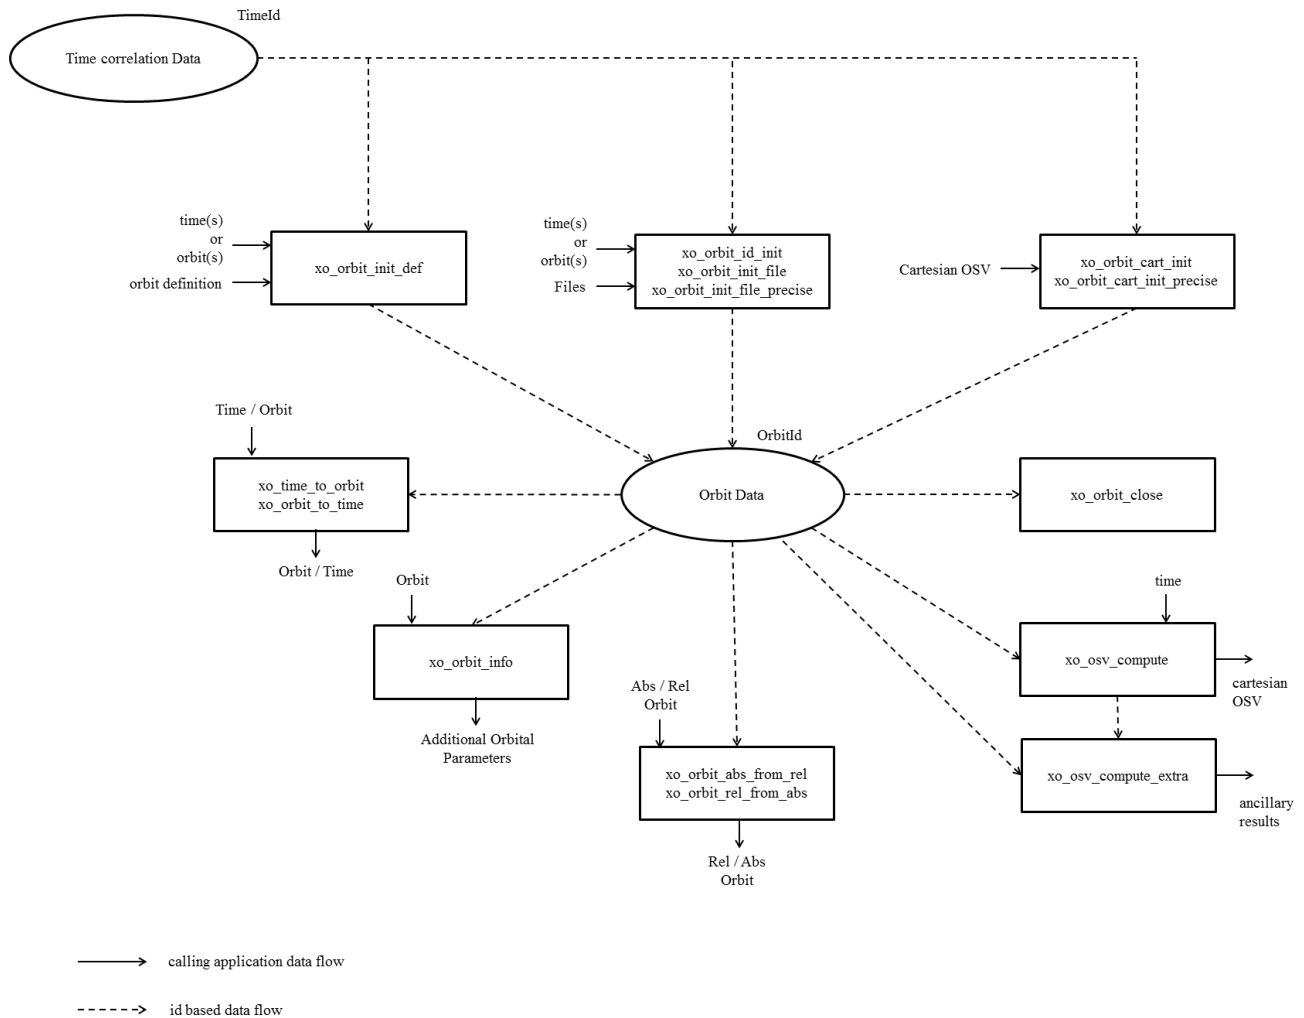 TimeId
Time correlation Data
time(s)
or
orbit(s)
orbit definition
xo_orbit_init_def
time(s)
or
orbit(s)
Files
xo_orbit_id_init
xo_orbit_init_file
xo_orbit_init_file_precise
Cartesian OSV
xo_orbit_cart_init
xo_orbit_cart_init_precise
Time / Orbit
OrbitId
xo_time_to_orbit
xo_orbit_to_time
Orbit Data
xo_orbit_close
Orbit / Time
Orbit
time
xo_orbit_info
xo_osv_compute
cartesian
OSV
Abs / Rel
Orbit
Additional Orbital
Parameters
xo_orbit_abs_from_rel
xo_orbit_rel_from_abs
xo_osv_compute_extra
ancillary
results
Rel / Abs
Orbit
calling application data flow
id based data flow